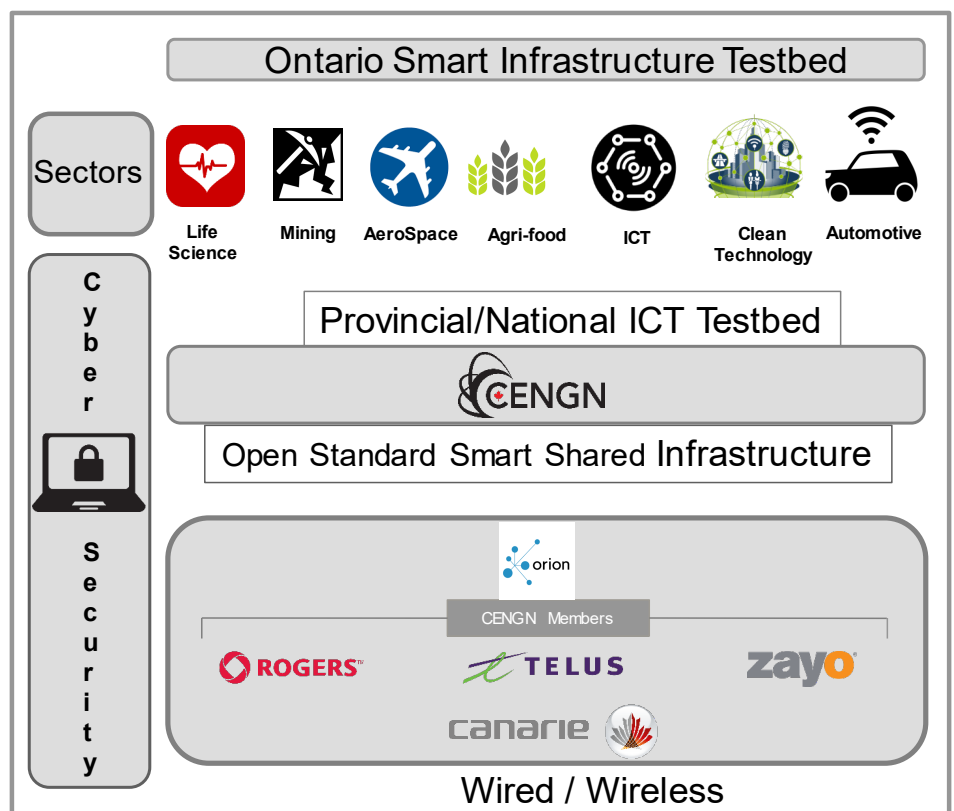 Ontario Smart Infrastructure Testbed
Sectors
Life
Science
Mining
AeroSpace
Agri-food
ICT
Clean
Technology
Automotive
Cyber
Security
Provincial/National ICT Testbed
CENGN
Open Standard Smart Shared Infrastructure
orion
CENGN Members
ROGERS™
TELUS
zayo®
canarie
Wired / Wireless